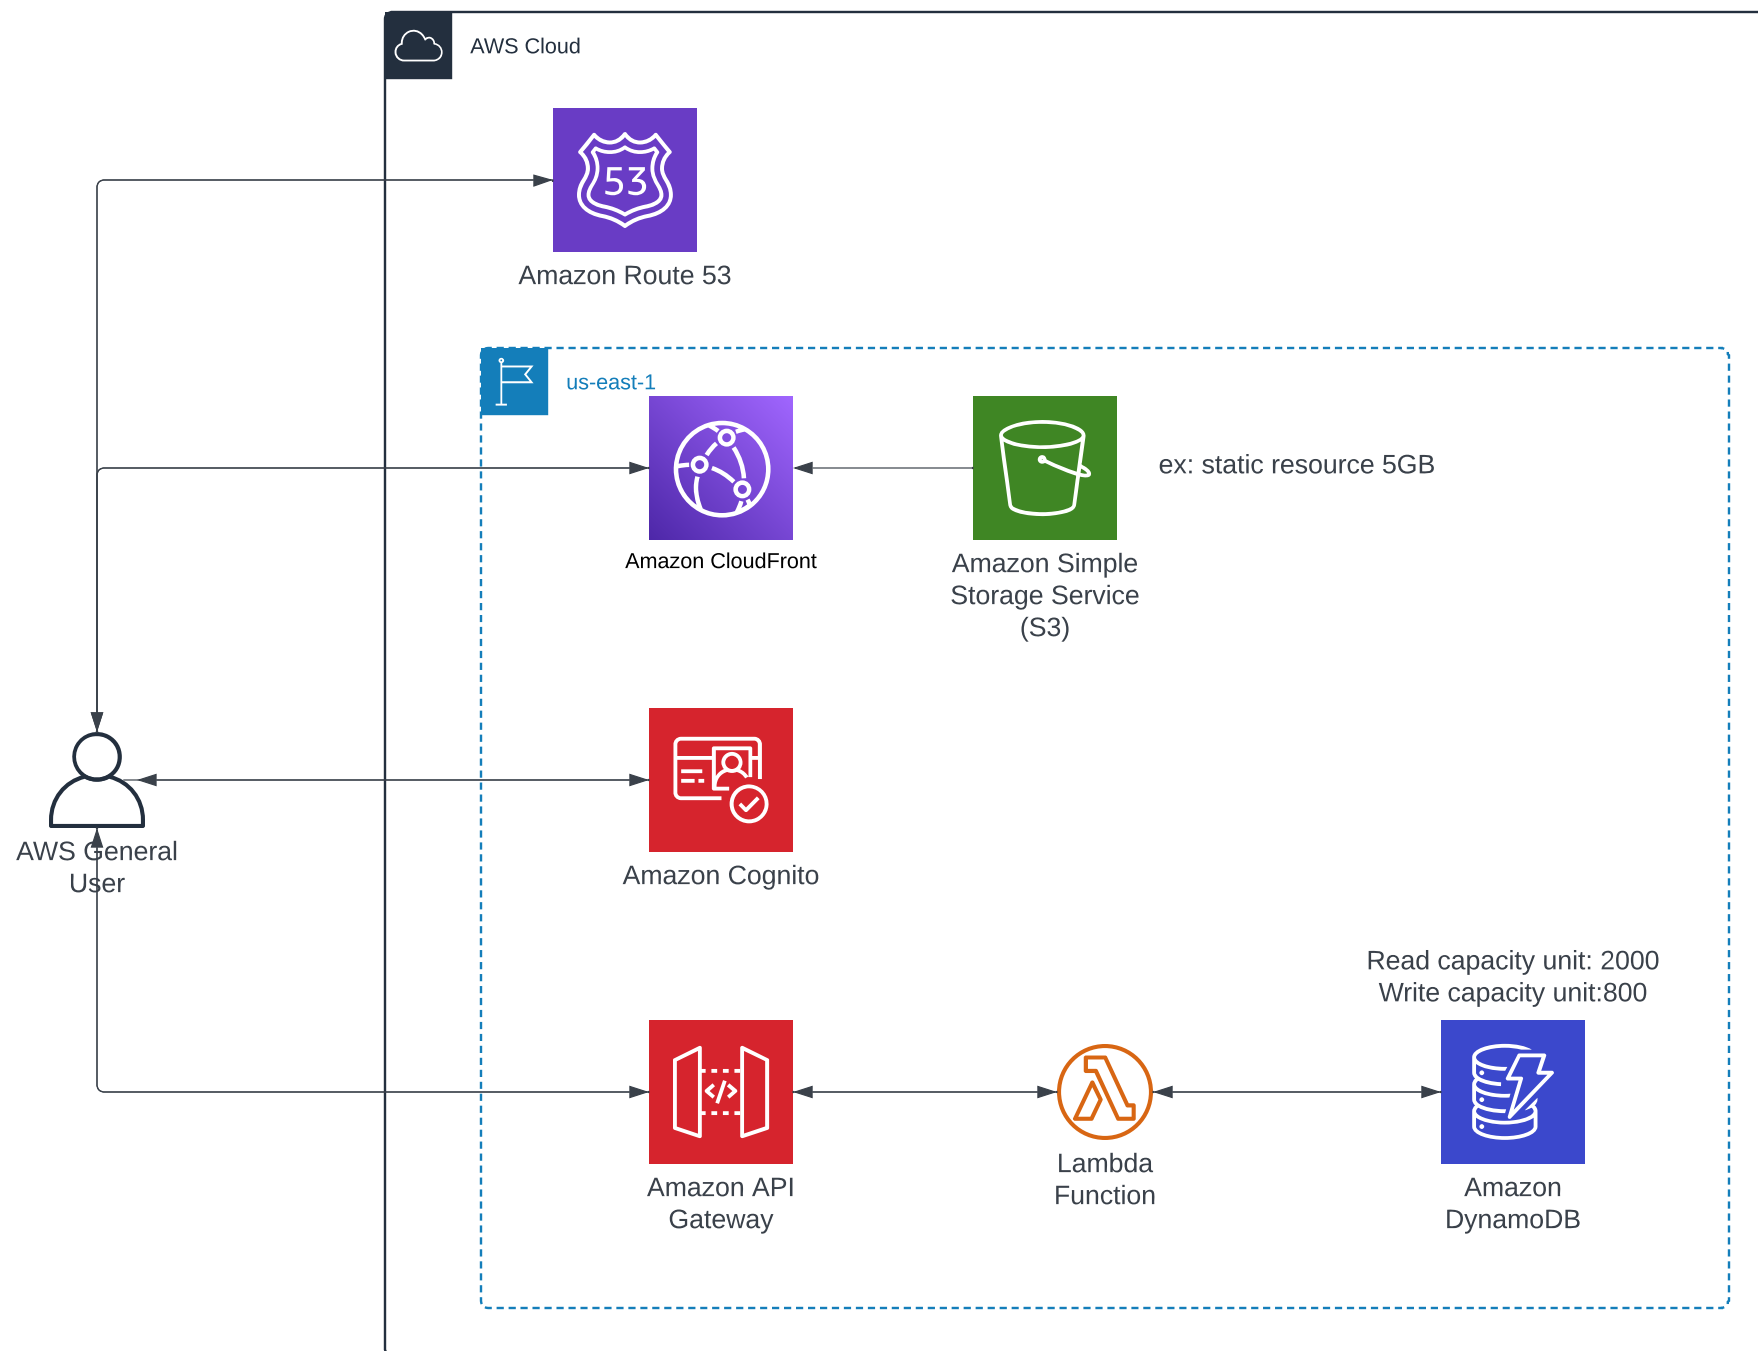 AWS Cloud
53
Amazon Route 53
us-east-1
ex: static resource 5GB
Amazon CloudFront
Amazon Simple
Storage Service
(S3)
AWS General
User
Amazon Cognito
Read capacity unit: 2000
Write capacity unit:800
</>
Amazon API
Gateway
Lambda
Function
Amazon
DynamoDB